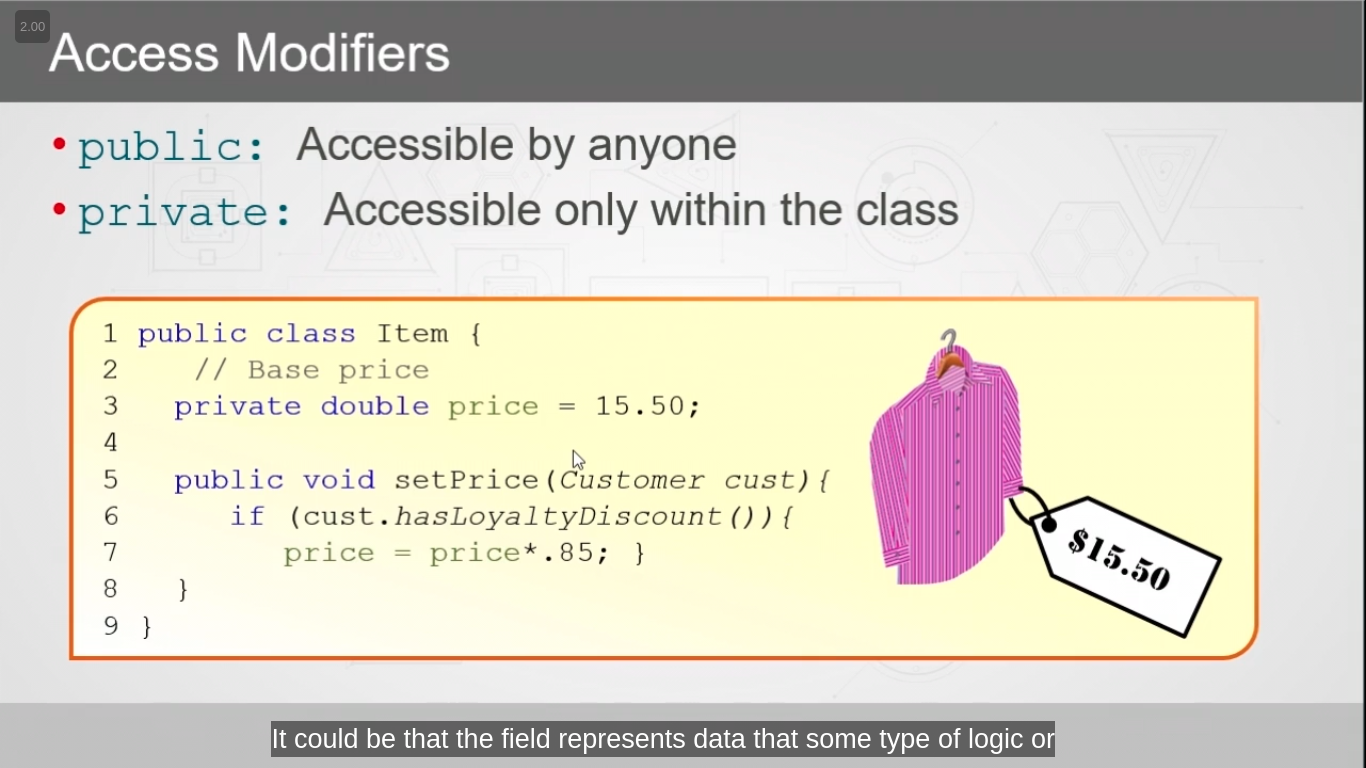 2.00
Access Modifiers
• public: Accessible by anyone
• private: Accessible only within the class
1 public class Item {
2 // Base price
3 private double price = 15.50;
4
5 public void setPrice(Customer cust){
6 if (cust.hasLoyaltyDiscount()){
7 price = price*.85; }
8 }
9 }
$15.50
It could be that the field represents data that some type of logic or